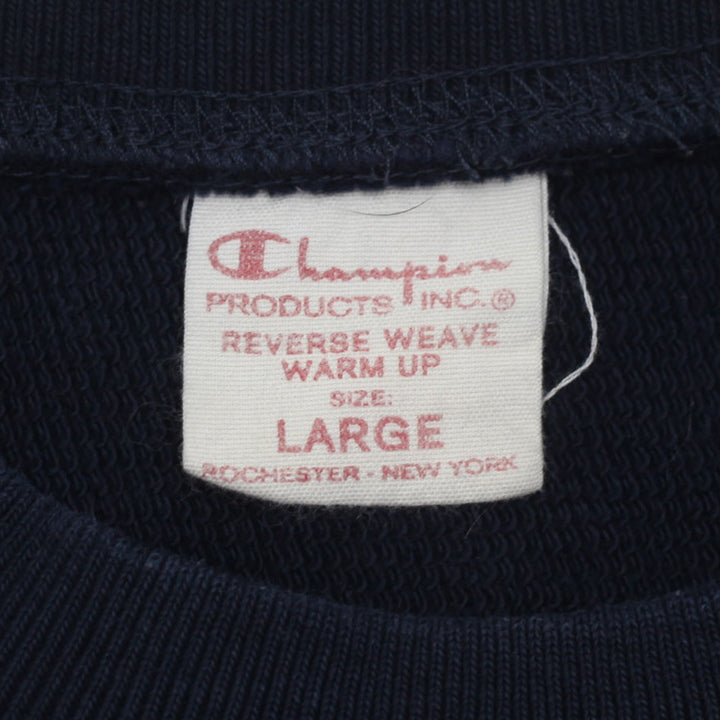 Champion
PRODUCTS INC.®
REVERSE WEAVE
WARM UP
SIZE:
LARGE
ROCHESTER - NEW YORK